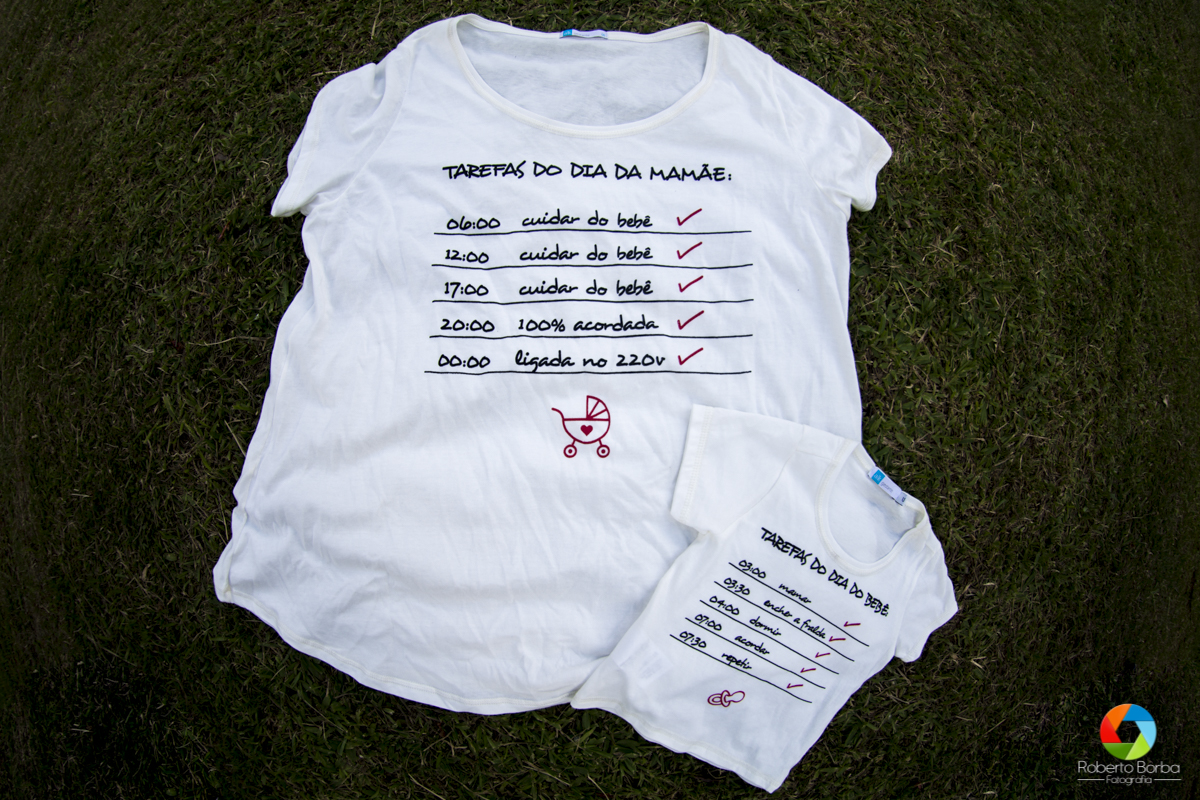 TAREFAS DO DIA DA MAMÃE:
06:00 cuidar do bebê
12:00 cuidar do bebê
17:00 cuidar do bebê
20:00 100% acordada
00:00 ligada no 220v
TAREFAS DO DIA DO BEBÊ
03:00 mamar
03:30 encher a fralda
04:00 dormir
07:00 acordar
07:30 repetir
Roberto Borba
Fotografia